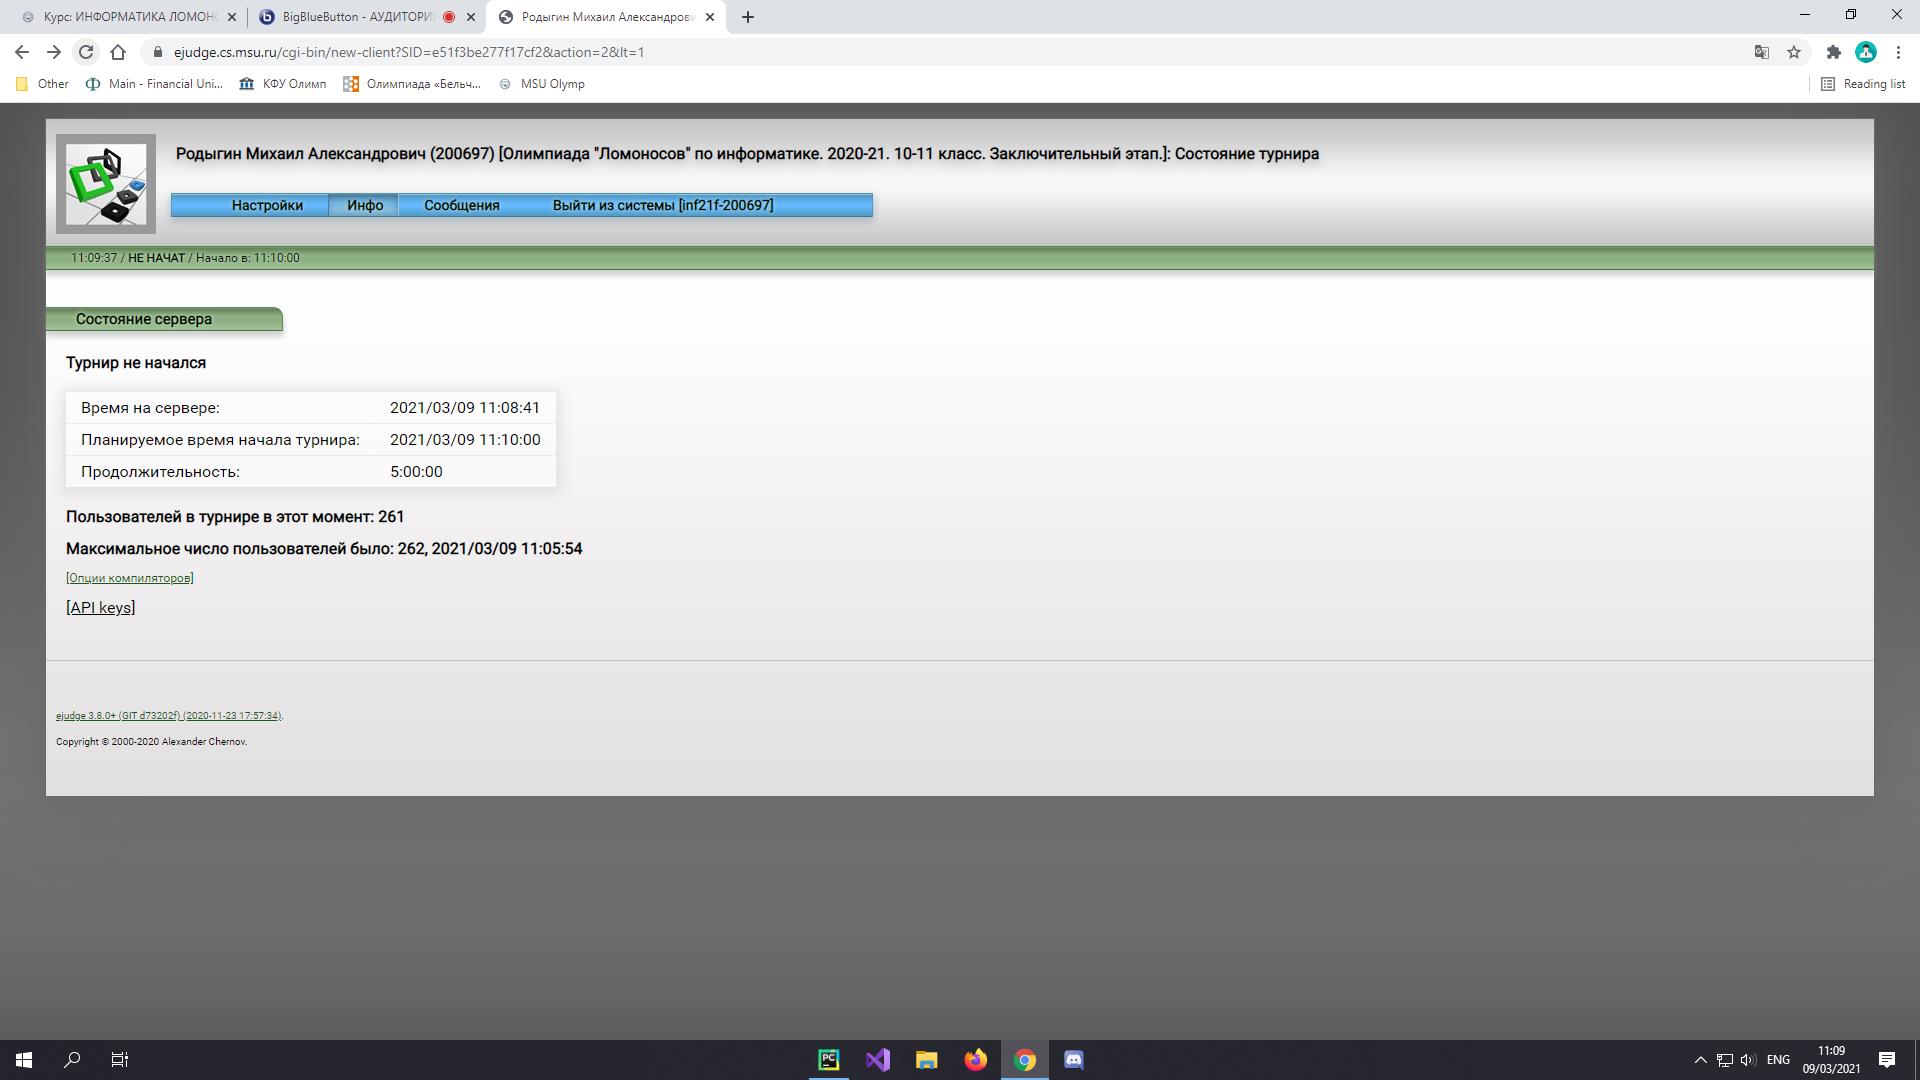 Курс: ИНФОРМАТИКА ЛОМОНО
BigBlueButton - АУДИТОРИ
Родыгин Михаил Александрови
ejudge.cs.msu.ru/cgi-bin/new-client?SID=e51f3be277f17cf2&action=2&lt=1
Other
Main - Financial Uni...
КФУ Олимп
Олимпиада «Бельч...
MSU Olymp
Reading list
Родыгин Михаил Александрович (200697) [Олимпиада "Ломоносов" по информатике. 2020-21. 10-11 класс. Заключительный этап.]: Состояние турнира
Настройки
Инфо
Сообщения
Выйти из системы [inf21f-200697]
11:09:37 / НЕ НАЧАТ / Начало в: 11:10:00
Состояние сервера
Турнир не начался
Время на сервере: 2021/03/09 11:08:41
Планируемое время начала турнира: 2021/03/09 11:10:00
Продолжительность: 5:00:00
Пользователей в турнире в этот момент: 261
Максимальное число пользователей было: 262, 2021/03/09 11:05:54
[Опции компиляторов]
[API keys]
ejudge 3.8.0+ (GIT d73202f) (2020-11-23 17:57:34).
Copyright © 2000-2020 Alexander Chernov.
PC
ENG
11:09
09/03/2021